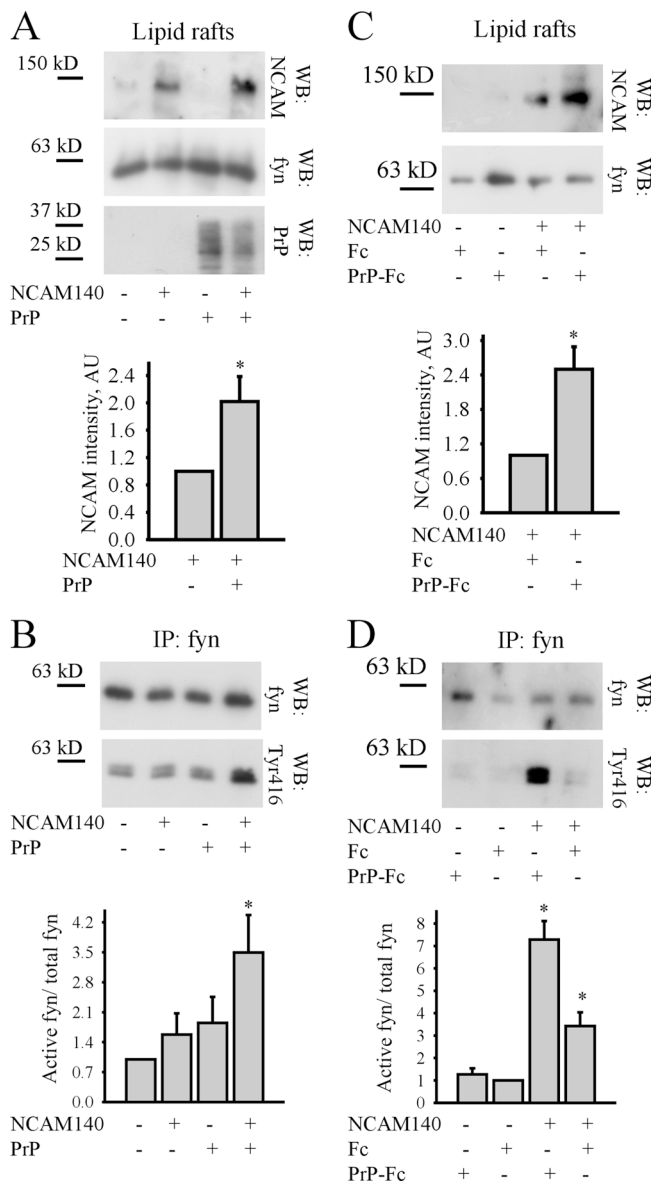 A
Lipid rafts
150 kD
WB:
NCAM
63 kD
WB:
fyn
37 kD
25 kD
WB:
PrP
NCAM140 - + - +
PrP - - + +
NCAM intensity, AU
2.4
2.0
1.6
1.2
0.8
0.4
0.0
*
NCAM140 + +
PrP - +
C
Lipid rafts
150 kD
WB:
NCAM
63 kD
WB:
fyn
NCAM140 - - + +
Fc + - + -
PrP-Fc - + - +
NCAM intensity, AU
3.0
2.4
1.8
1.2
0.6
0.0
*
NCAM140 + +
Fc + -
PrP-Fc - +
B
IP: fyn
63 kD
WB:
fyn
63 kD
WB:
Tyr416
NCAM140 - + - +
PrP - - + +
Active fyn/ total fyn
4.2
3.5
2.8
2.1
1.4
0.7
0.0
*
NCAM140 - + - +
PrP - - + +
D
IP: fyn
63 kD
WB:
fyn
63 kD
WB:
Tyr416
NCAM140 - - + +
Fc - + - +
PrP-Fc + - + -
Active fyn/ total fyn
8
7
6
5
4
3
2
1
0
*
*
NCAM140 - - + +
Fc - + - +
PrP-Fc + - + -